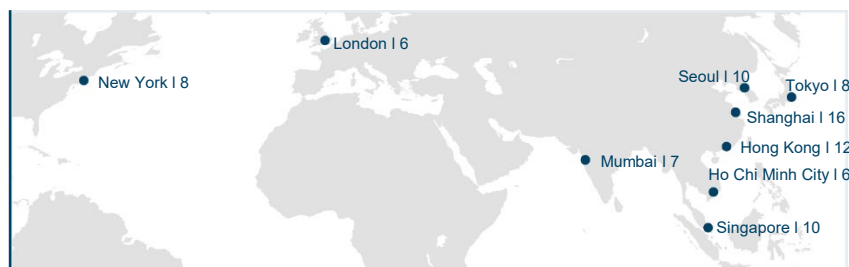 London l 6
New York l 8
Seoul l 10
Tokyo l 8
Shanghai l 16
Hong Kong l 12
Mumbai l 7
Ho Chi Minh City l 6
Singapore l 10